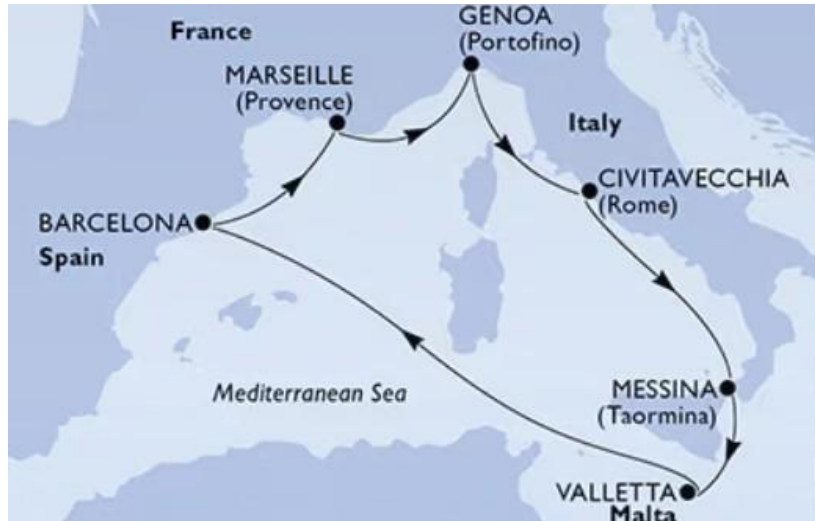 GENOA
(Portofino)
France
MARSEILLE
(Provence)
Italy
CIVITAVECCHIA
(Rome)
BARCELONA
Spain
Mediterranean Sea
MESSINA
(Taormina)
VALLETTA
Malta